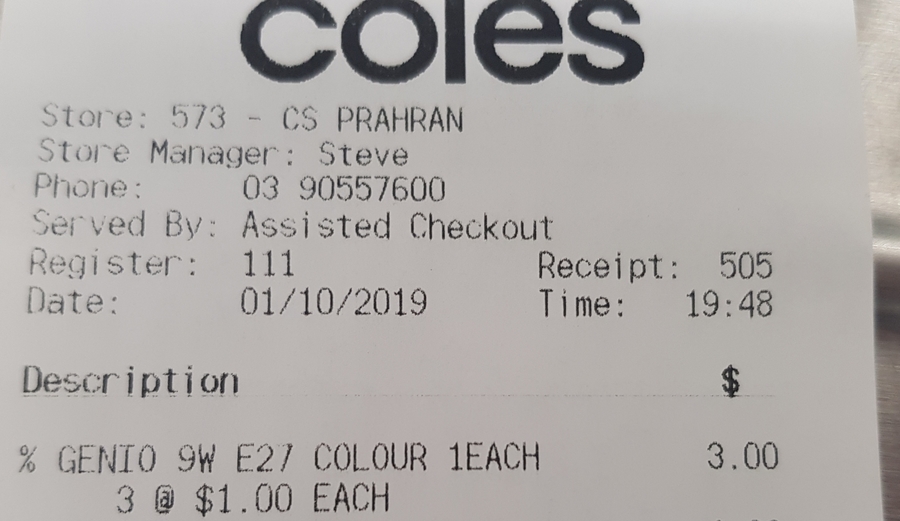 coles
Store: 573 - CS PRAHRAN
Store Manager: Steve
Phone: 03 90557600
Served By: Assisted Checkout
Register: 111 Receipt: 505
Date: 01/10/2019 Time: 19:48
Description $
% GENIO 9W E27 COLOUR 1EACH 3.00
3 @ $1.00 EACH